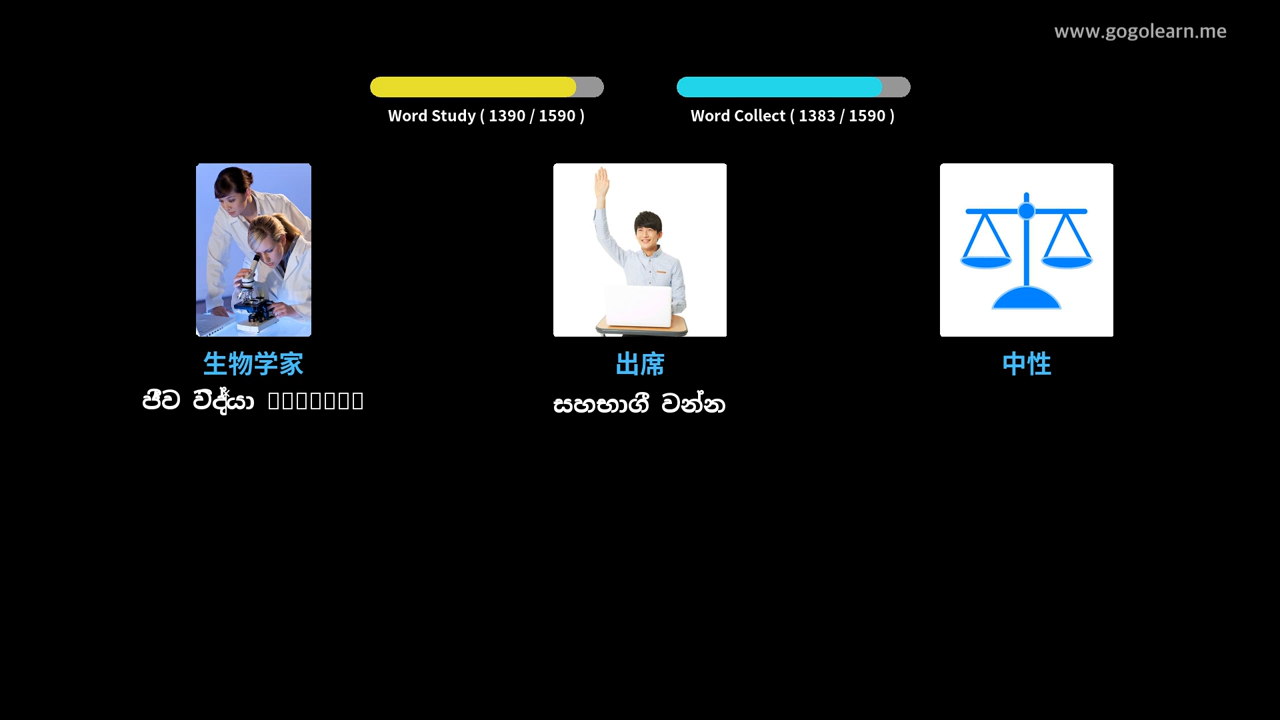 www.gogolearn.me
Word Study ( 1390 / 1590 )
Word Collect ( 1383 / 1590 )
生物学家
出席
中性
ජීව විද්යා
සහභාගී වන්න